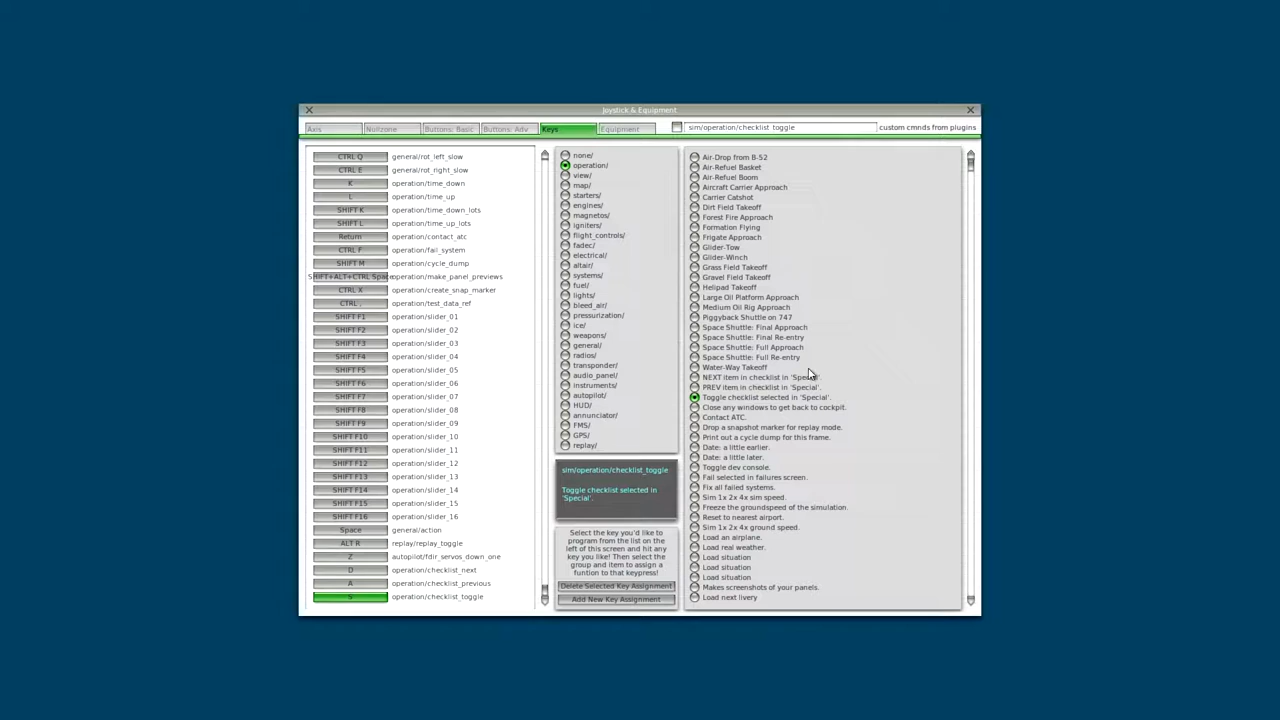 Joystick & Equipment
Axis
Nullzone
Buttons: Basic
Buttons: Adv
Keys
Equipment
sim/operation/checklist_toggle
custom cmnds from plugins
CTRL Q general/rot_left_slow
CTRL E general/rot_right_slow
K operation/time_down
L operation/time_up
SHIFT K operation/time_down_lots
SHIFT L operation/time_up_lots
Return operation/contact_atc
CTRL F operation/fail_system
SHIFT M operation/cycle_dump
SHIFT+ALT+CTRL Space operation/make_panel_previews
CTRL X operation/create_snap_marker
CTRL , operation/test_data_ref
SHIFT F1 operation/slider_01
SHIFT F2 operation/slider_02
SHIFT F3 operation/slider_03
SHIFT F4 operation/slider_04
SHIFT F5 operation/slider_05
SHIFT F6 operation/slider_06
SHIFT F7 operation/slider_07
SHIFT F8 operation/slider_08
SHIFT F9 operation/slider_09
SHIFT F10 operation/slider_10
SHIFT F11 operation/slider_11
SHIFT F12 operation/slider_12
SHIFT F13 operation/slider_13
SHIFT F14 operation/slider_14
SHIFT F15 operation/slider_15
SHIFT F16 operation/slider_16
Space general/action
ALT R replay/replay_toggle
Z autopilot/fdir_servos_down_one
D operation/checklist_next
A operation/checklist_previous
S operation/checklist_toggle
none/
operation/
view/
map/
starters/
engines/
magnetos/
igniters/
flight_controls/
fadec/
electrical/
altair/
systems/
fuel/
lights/
bleed_air/
pressurization/
ice/
weapons/
general/
radios/
transponder/
audio_panel/
instruments/
autopilot/
HUD/
annunciator/
FMS/
GPS/
replay/
sim/operation/checklist_toggle
Toggle checklist selected in
'Special'.
Select the key you'd like to
program from the list on the
left of this screen and hit any
key you like! Then select the
group and item to assign a
funtion to that keypress!
Delete Selected Key Assignment
Add New Key Assignment
Air-Drop from B-52
Air-Refuel Basket
Air-Refuel Boom
Aircraft Carrier Approach
Carrier Catshot
Dirt Field Takeoff
Forest Fire Approach
Formation Flying
Frigate Approach
Glider-Tow
Glider-Winch
Grass Field Takeoff
Gravel Field Takeoff
Helipad Takeoff
Large Oil Platform Approach
Medium Oil Rig Approach
Piggyback Shuttle on 747
Space Shuttle: Final Approach
Space Shuttle: Final Re-entry
Space Shuttle: Full Approach
Space Shuttle: Full Re-entry
Water-Way Takeoff
NEXT item in checklist in 'Special'.
PREV item in checklist in 'Special'.
Toggle checklist selected in 'Special'.
Close any windows to get back to cockpit.
Contact ATC.
Drop a snapshot marker for replay mode.
Print out a cycle dump for this frame.
Date: a little earlier.
Date: a little later.
Toggle dev console.
Fail selected in failures screen.
Fix all failed systems.
Sim 1x 2x 4x sim speed.
Freeze the groundspeed of the simulation.
Reset to nearest airport.
Sim 1x 2x 4x ground speed.
Load an airplane.
Load real weather.
Load situation
Load situation
Load situation
Makes screenshots of your panels.
Load next livery